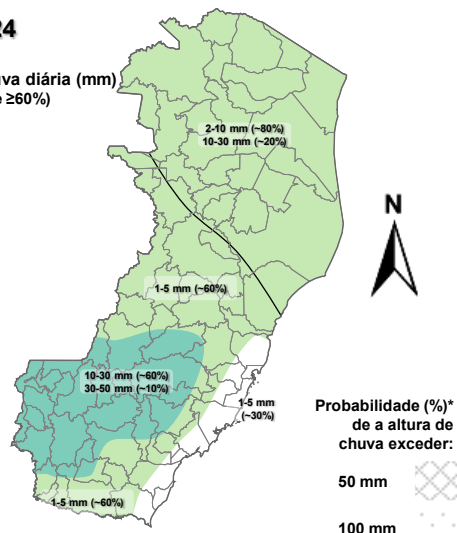 24
uva diária (mm)
e ≥60%)
2-10 mm (~80%)
10-30 mm (~20%)
N
1-5 mm (~60%)
10-30 mm (~60%)
30-50 mm (~10%)
1-5 mm
(~30%)
Probabilidade (%)*
de a altura de
chuva exceder:
50 mm
1-5 mm (~60%)
100 mm